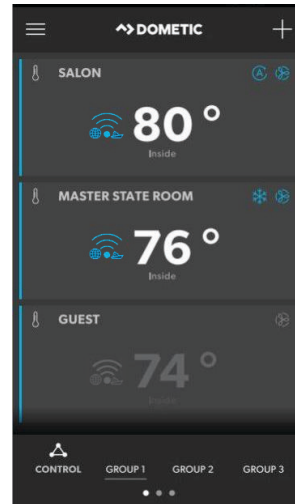 DOMETIC
SALON
A
80°
Inside
MASTER STATE ROOM
76°
Inside
GUEST
74°
Inside
CONTROL GROUP 1 GROUP 2 GROUP 3